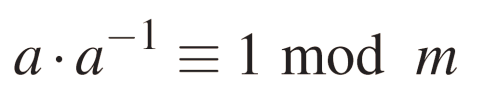 a · a⁻¹ ≡ 1 mod m